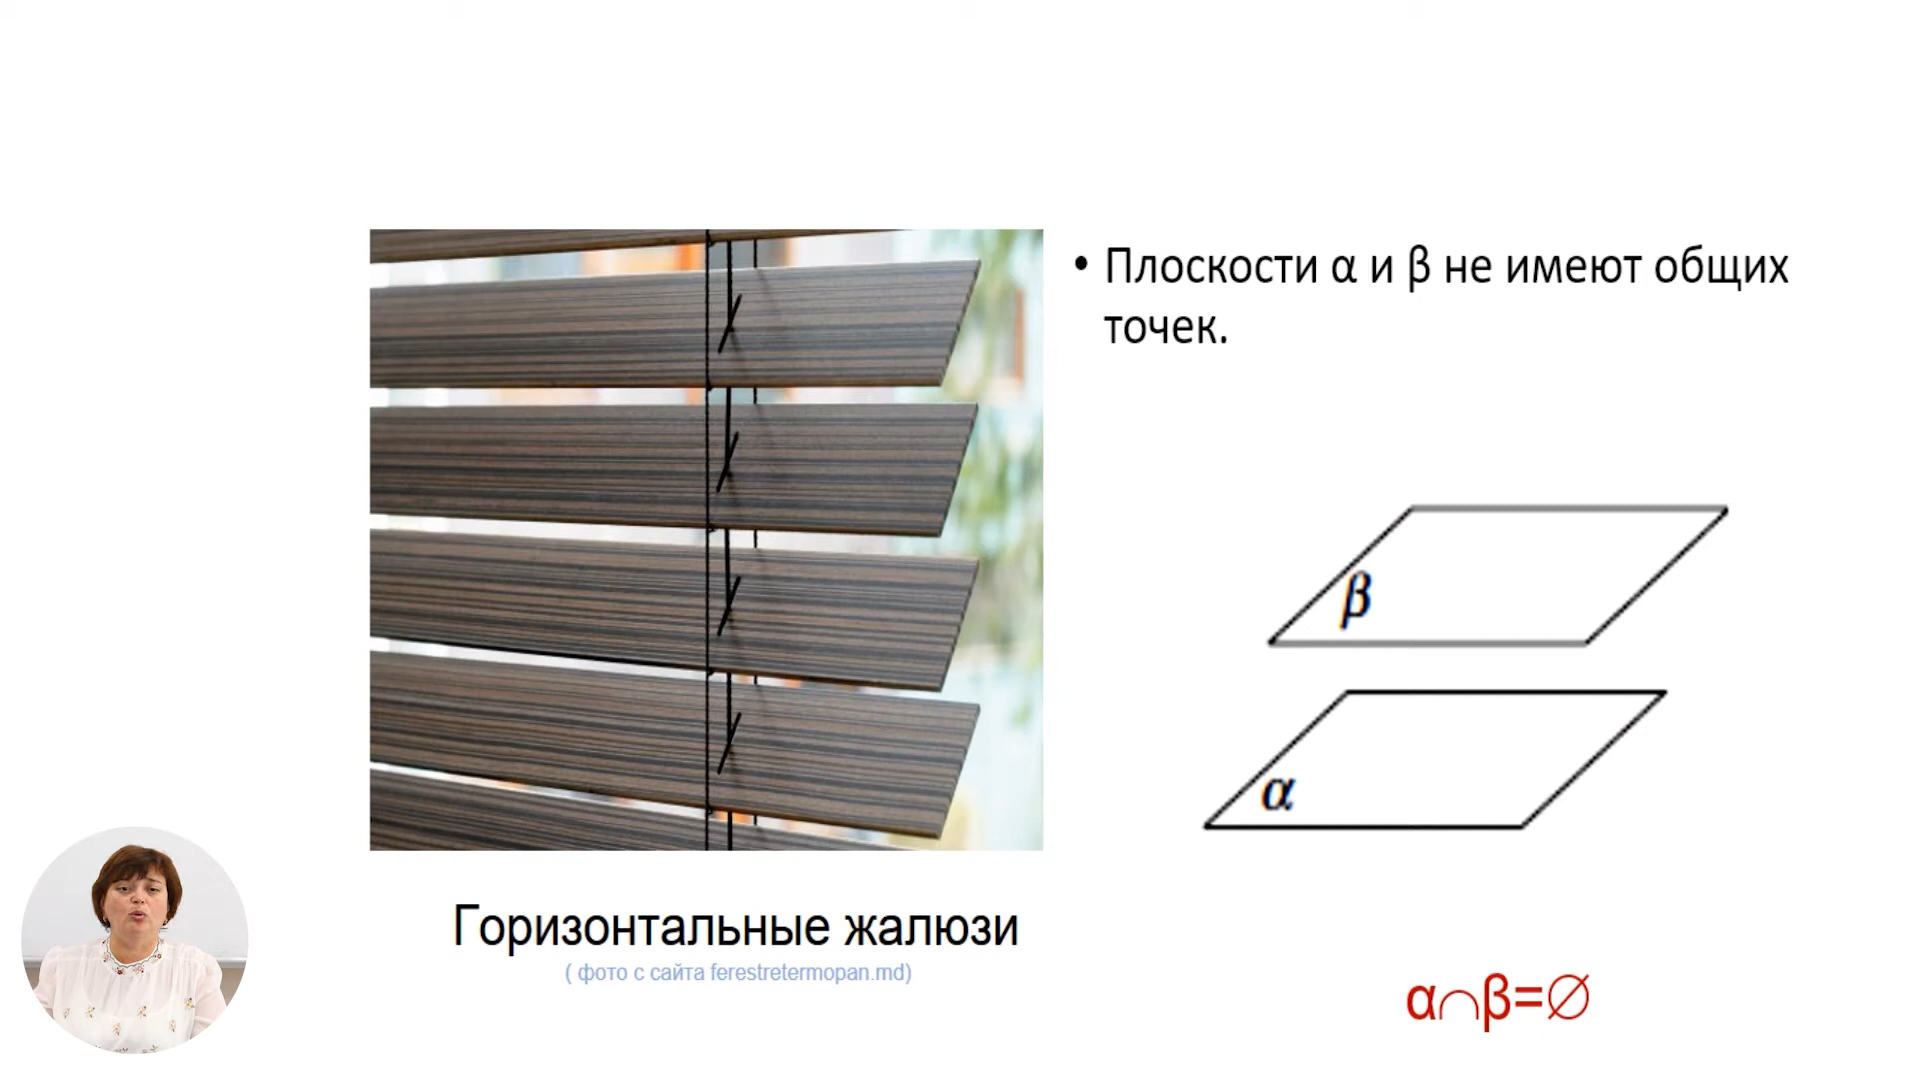 • Плоскости α и β не имеют общих
точек.
β
α
Горизонтальные жалюзи
( фото с сайта ferestretermopan.md)
α∩β=∅